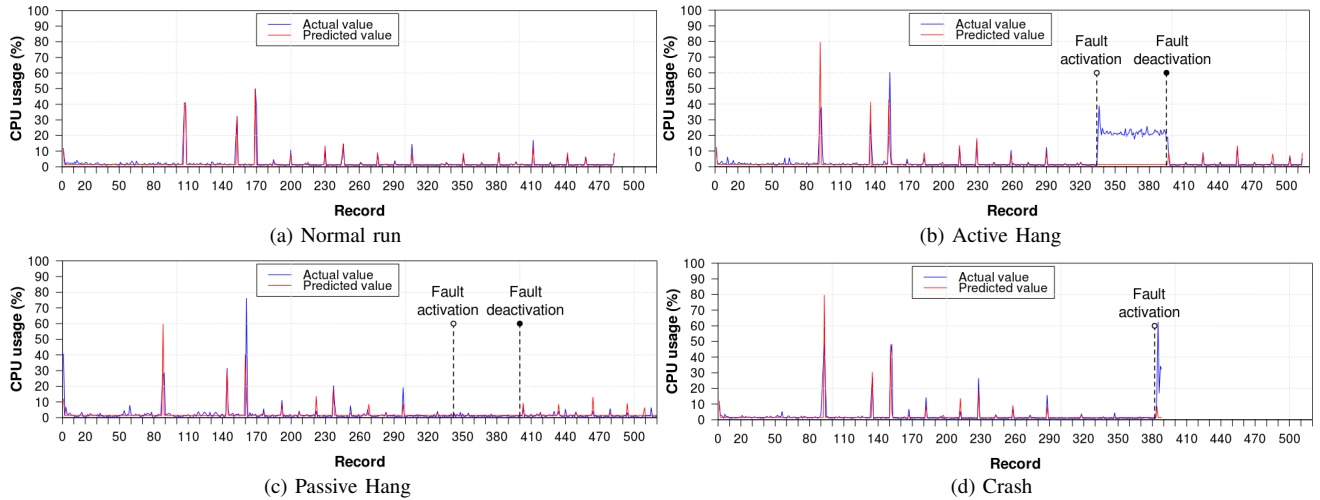 Actual value
Predicted value
CPU usage (%)
100
90
80
70
60
50
40
30
20
10
0
0 20 50 80 110 140 170 200 230 260 290 320 350 380 410 440 470 500
Record
(a) Normal run
Actual value
Predicted value
Fault
activation
Fault
deactivation
CPU usage (%)
100
90
80
70
60
50
40
30
20
10
0
0 20 50 80 110 140 170 200 230 260 290 320 350 380 410 440 470 500
Record
(b) Active Hang
Actual value
Predicted value
Fault
activation
Fault
deactivation
CPU usage (%)
100
90
80
70
60
50
40
30
20
10
0
0 20 50 80 110 140 170 200 230 260 290 320 350 380 410 440 470 500
Record
(c) Passive Hang
Actual value
Predicted value
Fault
activation
CPU usage (%)
100
90
80
70
60
50
40
30
20
10
0
0 20 50 80 110 150 190 230 270 310 350 380 410 440 470 500
Record
(d) Crash